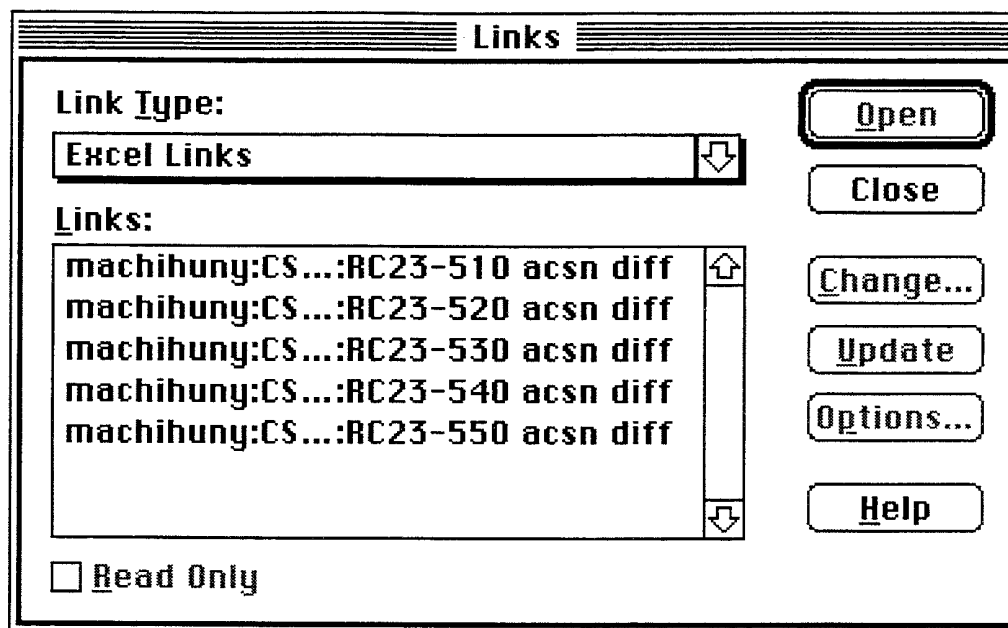 Links
Link Type:
Excel Links
Links:
machihuny:CS...:RC23-510 acsn diff
machihuny:CS...:RC23-520 acsn diff
machihuny:CS...:RC23-530 acsn diff
machihuny:CS...:RC23-540 acsn diff
machihuny:CS...:RC23-550 acsn diff
Read Only
Open
Close
Change...
Update
Options...
Help